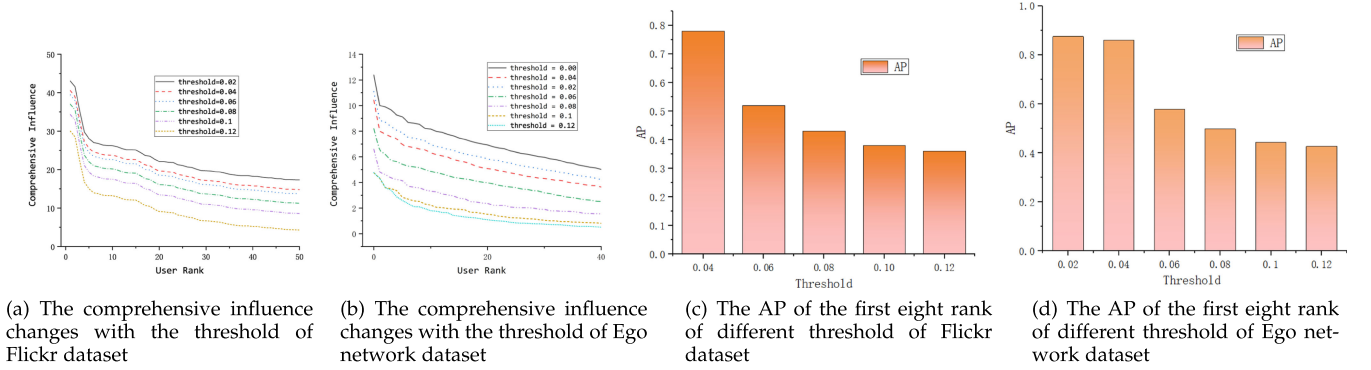 50
40
30
20
10
0
Comprehensive Influence
threshold=0.02
threshold=0.04
threshold=0.06
threshold=0.08
threshold=0.1
threshold=0.12
0 10 20 30 40 50
User Rank
(a) The comprehensive influence
changes with the threshold of
Flickr dataset
14
12
10
8
6
4
2
0
Comprehensive Influence
threshold = 0.00
threshold = 0.04
threshold = 0.02
threshold = 0.06
threshold = 0.08
threshold = 0.1
threshold = 0.12
0 20 40
User Rank
(b) The comprehensive influence
changes with the threshold of Ego
network dataset
0.8
0.7
0.6
0.5
0.4
0.3
0.2
0.1
0.0
AP
AP
0.04 0.06 0.08 0.10 0.12
Threshold
(c) The AP of the first eight rank
of different threshold of Flickr
dataset
1.0
0.8
0.6
0.4
0.2
0.0
AP
AP
0.02 0.04 0.06 0.08 0.1 0.12
Threshold
(d) The AP of the first eight rank
of different threshold of Ego net-
work dataset